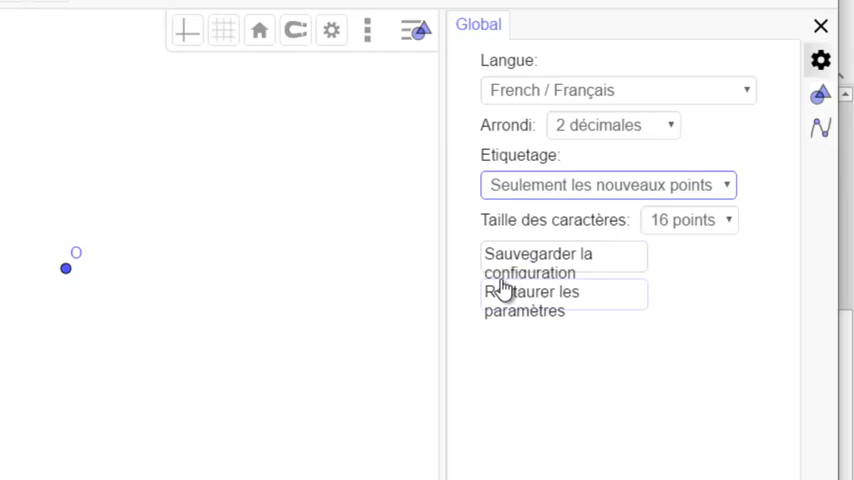 Global
Langue:
French / Français
Arrondi: 2 décimales
Etiquetage:
Seulement les nouveaux points
Taille des caractères: 16 points
Sauvegarder la
configuration
Restaurer les
paramètres
O